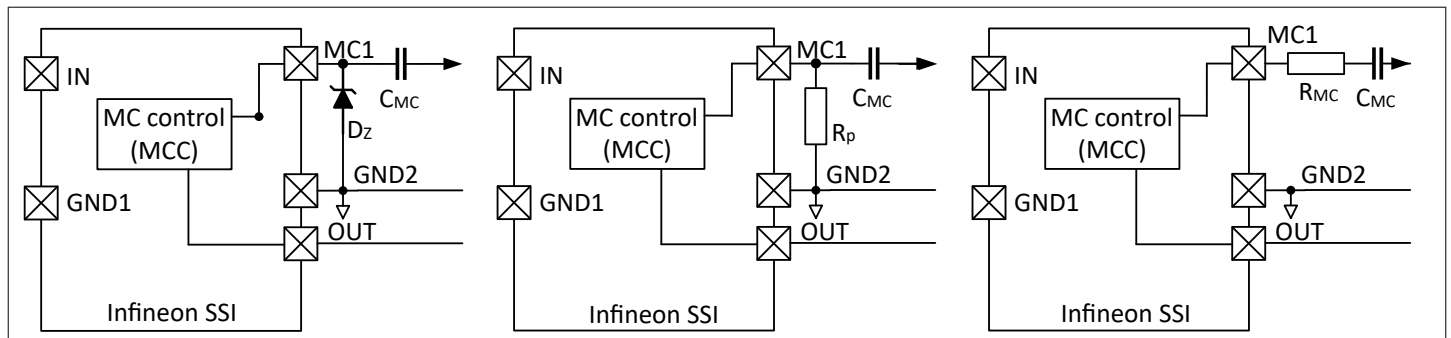 MC1
IN
CMC
MC control
(MCC)
DZ
GND2
GND1
OUT
Infineon SSI
MC1
IN
CMC
MC control
(MCC)
Rp
GND2
GND1
OUT
Infineon SSI
MC1
IN
RMC
CMC
MC control
(MCC)
GND2
GND1
OUT
Infineon SSI